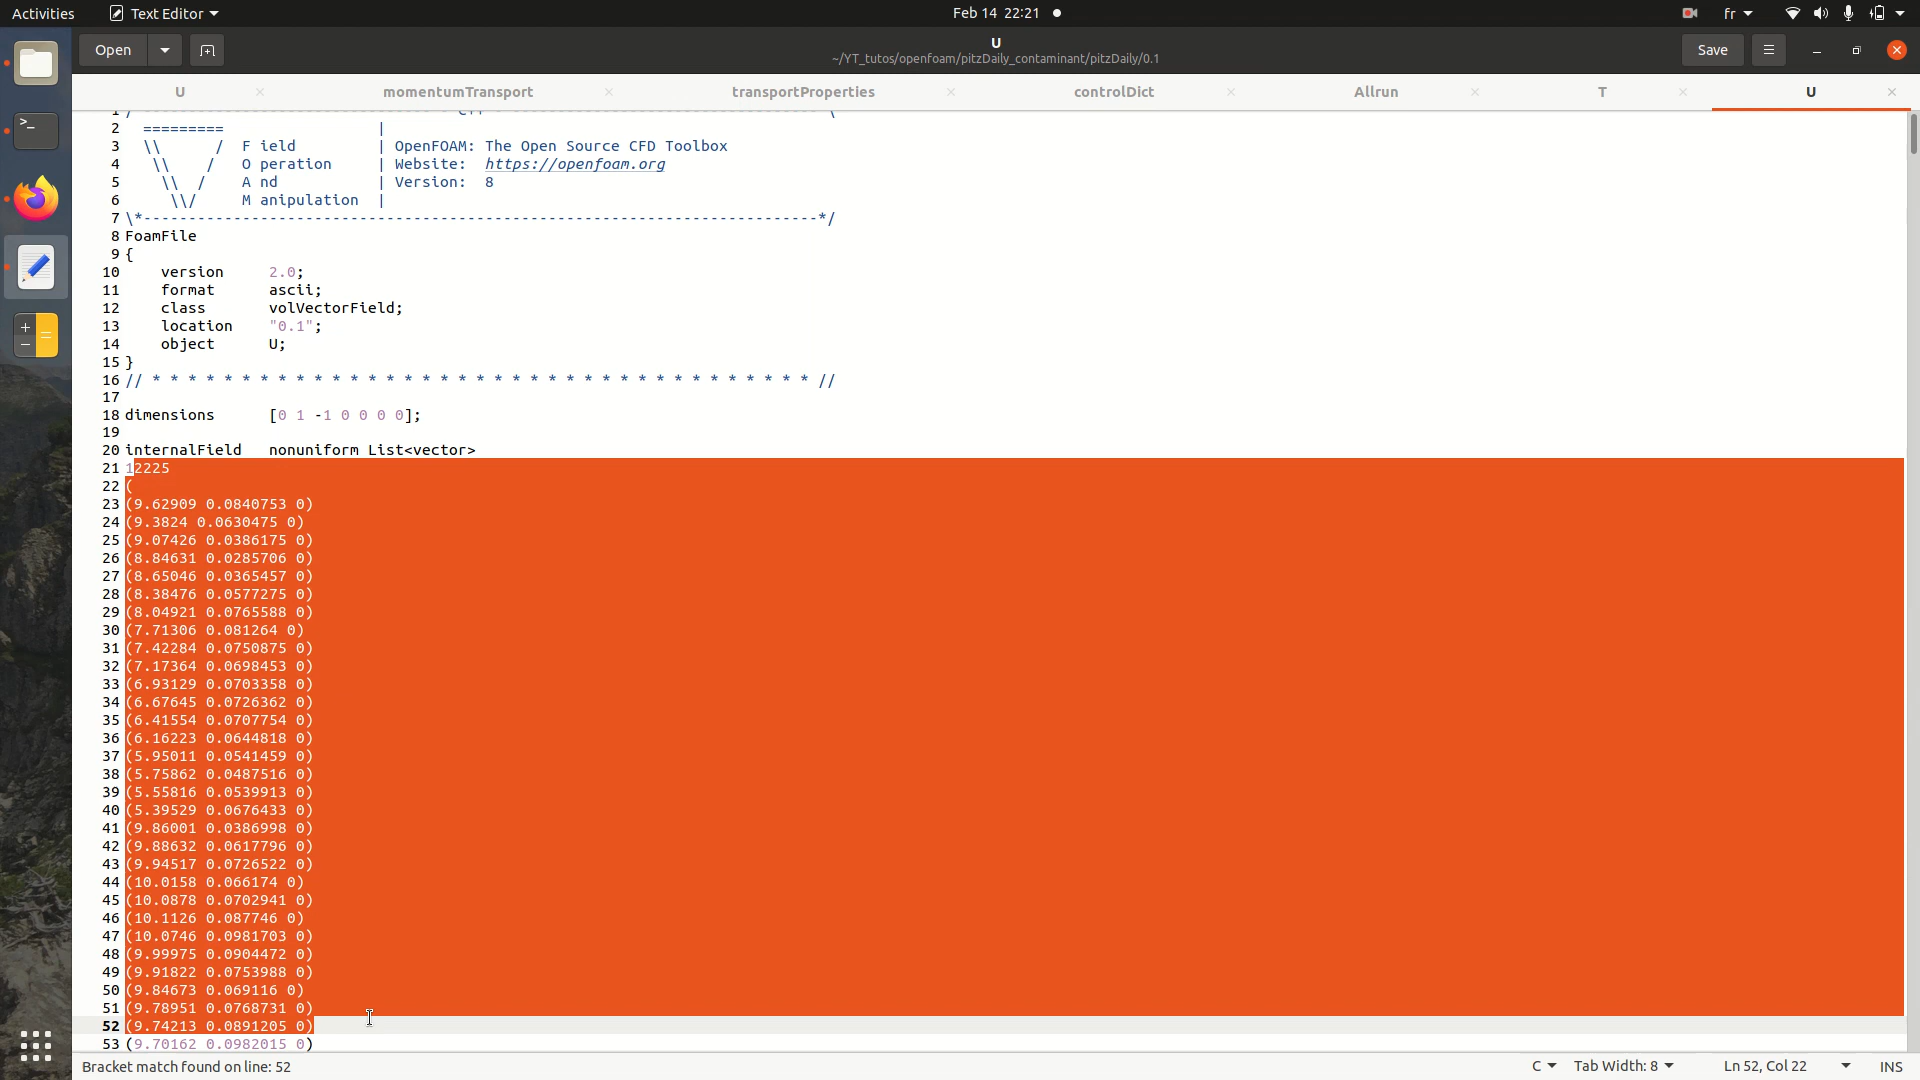 Activities Text Editor Feb 14 22:21 fr
Open U Save
~/YT_tutos/openfoam/pitzDaily_contaminant/pitzDaily/0.1
U momentumTransport transportProperties controlDict Allrun T U
2 ========= |
3 \\ / F ield | OpenFOAM: The Open Source CFD Toolbox
4 \\ / O peration | Website: https://openfoam.org
5 \\ / A nd | Version: 8
6 \\/ M anipulation |
7 \*---------------------------------------------------------------------------*/
8 FoamFile
9 {
10 version 2.0;
11 format ascii;
12 class volVectorField;
13 location "0.1";
14 object U;
15 }
16 // * * * * * * * * * * * * * * * * * * * * * * * * * * * * * * * * * * * * * //
17
18 dimensions [0 1 -1 0 0 0 0];
19
20 internalField nonuniform List<vector>
21 12225
22 (
23 (9.62909 0.0840753 0)
24 (9.3824 0.0630475 0)
25 (9.07426 0.0386175 0)
26 (8.84631 0.0285706 0)
27 (8.65046 0.0365457 0)
28 (8.38476 0.0577275 0)
29 (8.04921 0.0765588 0)
30 (7.71306 0.081264 0)
31 (7.42284 0.0750875 0)
32 (7.17364 0.0698453 0)
33 (6.93129 0.0703358 0)
34 (6.67645 0.0726362 0)
35 (6.41554 0.0707754 0)
36 (6.16223 0.0644818 0)
37 (5.95011 0.0541459 0)
38 (5.75862 0.0487516 0)
39 (5.55816 0.0539913 0)
40 (5.39529 0.0676433 0)
41 (9.86001 0.0386998 0)
42 (9.88632 0.0617796 0)
43 (9.94517 0.0726522 0)
44 (10.0158 0.066174 0)
45 (10.0878 0.0702941 0)
46 (10.1126 0.087746 0)
47 (10.0746 0.0981703 0)
48 (9.99975 0.0904472 0)
49 (9.91822 0.0753988 0)
50 (9.84673 0.069116 0)
51 (9.78951 0.0768731 0)
52 (9.74213 0.0891205 0)
53 (9.70162 0.0982015 0)
Bracket match found on line: 52 C Tab Width: 8 Ln 52, Col 22 INS